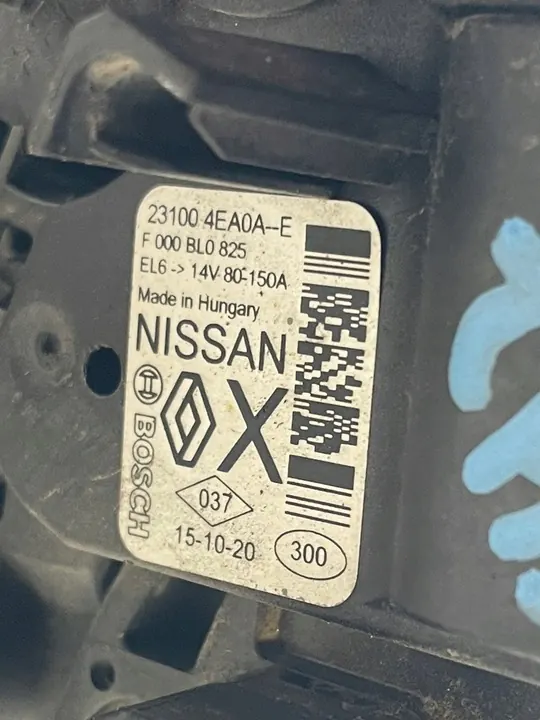 23100 4EA0A--E
F 000 BL0 825
EL6 -> 14V 80-150A
Made in Hungary
NISSAN
X
BOSCH
037
15-10-20
300